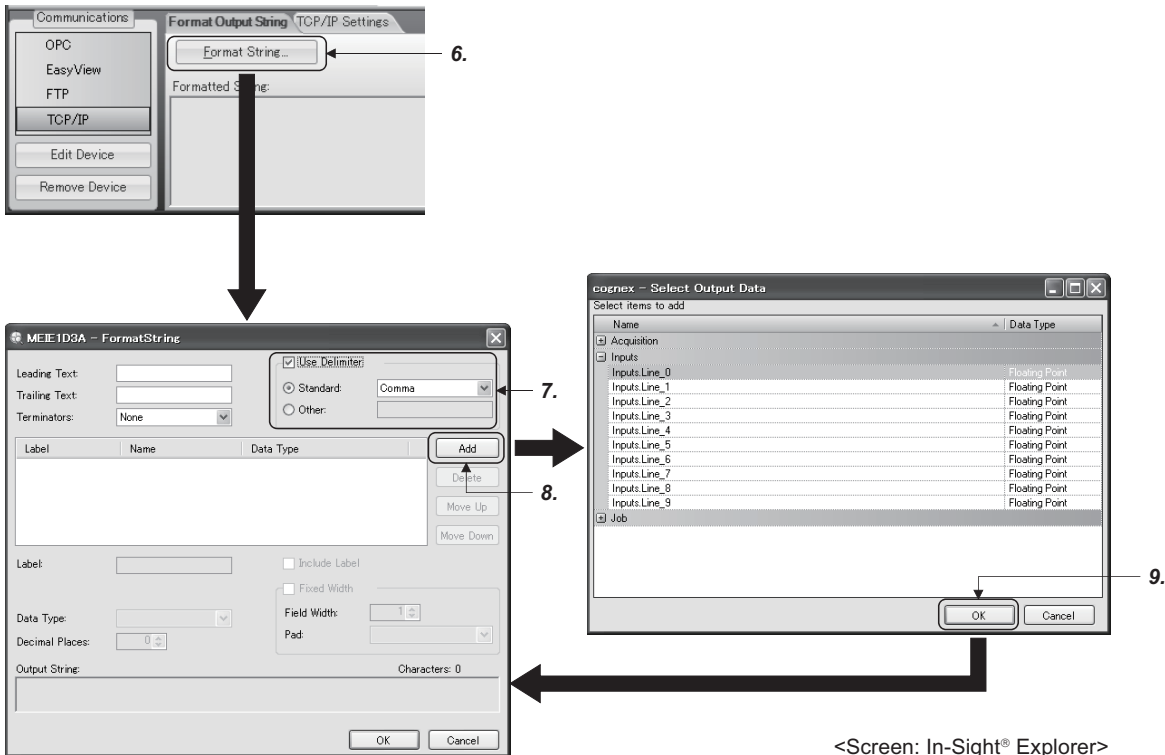 Communications
OPC
EasyView
FTP
TCP/IP
Edit Device
Remove Device
Format Output String TCP/IP Settings
Format String...
6.
Formatted String:
MEIE1D3A - FormatString
Leading Text:
Trailing Text:
Terminators: None
Use Delimiter
Standard: Comma
Other:
7.
Label Name Data Type
Add
Delete
Move Up
Move Down
8.
Label:
Include Label
Fixed Width
Data Type:
Field Width: 1
Decimal Places: 0
Pad:
Output String: Characters: 0
OK Cancel
cognex - Select Output Data
Select items to add
Name Data Type
Acquisition
Inputs
Inputs.Line_0 Floating Point
Inputs.Line_1 Floating Point
Inputs.Line_2 Floating Point
Inputs.Line_3 Floating Point
Inputs.Line_4 Floating Point
Inputs.Line_5 Floating Point
Inputs.Line_6 Floating Point
Inputs.Line_7 Floating Point
Inputs.Line_8 Floating Point
Inputs.Line_9 Floating Point
Job
9.
OK Cancel
<Screen: In-Sight® Explorer>